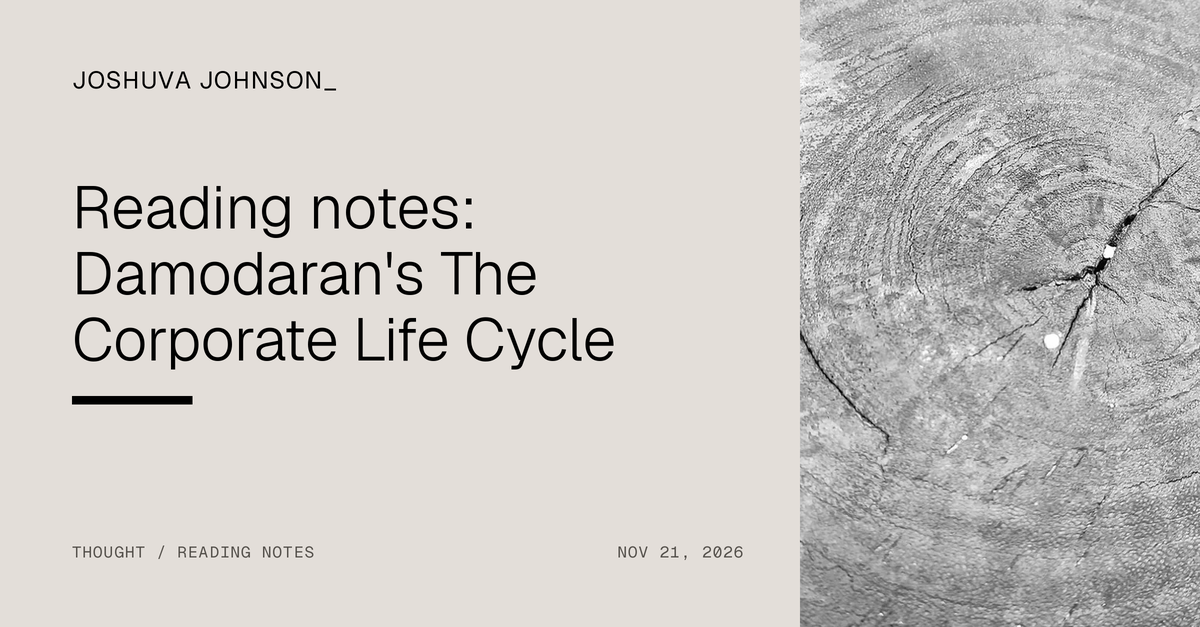 JOSHUVA JOHNSON_
Reading notes:
Damodaran's The
Corporate Life Cycle
THOUGHT / READING NOTES
NOV 21, 2026